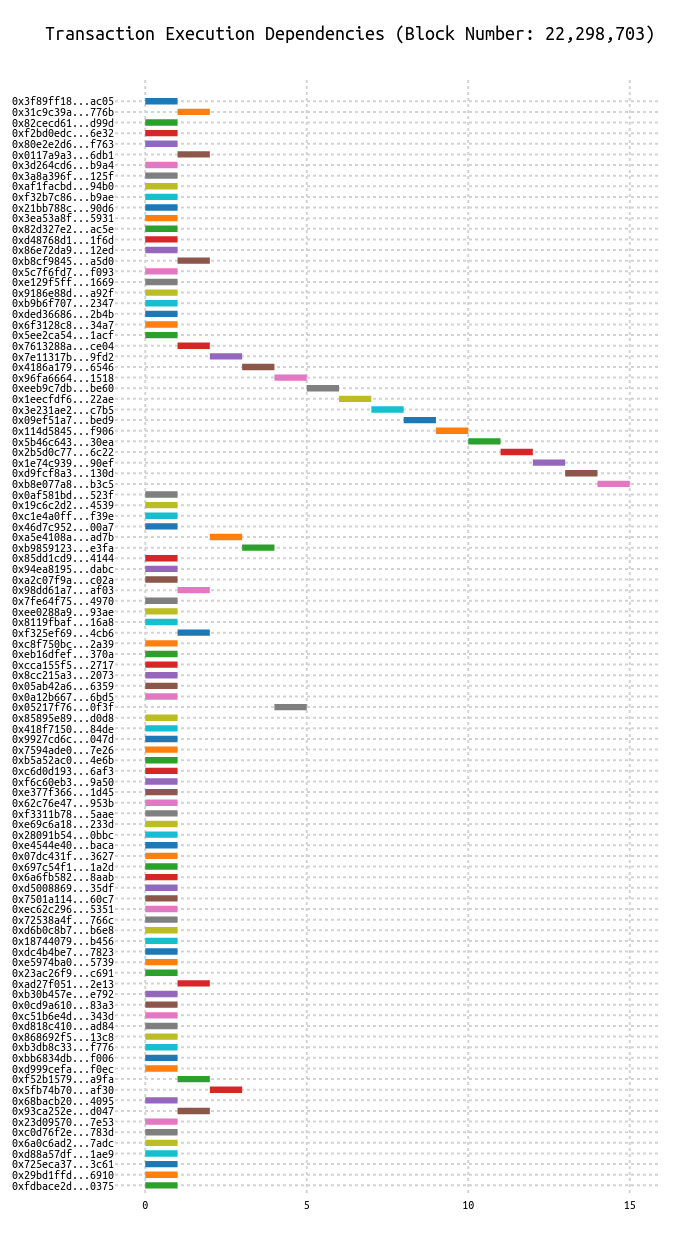 Transaction Execution Dependencies (Block Number: 22,298,703)
0x3f89ff18...ac05
0x31c9c39a...776b
0x82cecd61...d99d
0xf2bd0edc...6e32
0x80e2e2d6...f763
0x0117a9a3...6db1
0x3d264cd6...b9a4
0x3a8a396f...125f
0xaf1facbd...94b0
0xf32b7c86...b9ae
0x21bb788c...90d6
0x3ea53a8f...5931
0x82d327e2...ac5e
0xd48768d1...1f6d
0x86e72da9...12ed
0xb8cf9845...a5d0
0x5c7f6fd7...f093
0xe129f5ff...1669
0x9186e88d...a92f
0xb9b6f707...2347
0xded36686...2b4b
0x6f3128c8...34a7
0x5ee2ca54...1acf
0x7613288a...ce04
0x7e11317b...9fd2
0x4186a179...6546
0x96fa6664...1518
0xeeb9c7db...be60
0x1eecfdf6...22ae
0x3e231ae2...c7b5
0x09ef51a7...bed9
0x114d5845...f906
0x5b46c643...30ea
0x2b5d0c77...6c22
0x1e74c939...90ef
0xd9fcf8a3...130d
0xb8e077a8...b3c5
0x0af581bd...523f
0x19c6c2d2...4539
0xc1e4a0ff...f39e
0x46d7c952...00a7
0xa5e4108a...ad7b
0xb9859123...e3fa
0x85dd1cd9...4144
0x94ea8195...dabc
0xa2c07f9a...c02a
0x98dd61a7...af03
0x7fe64f75...4970
0xee0288a9...93ae
0x8119fbaf...16a8
0xf325ef69...4cb6
0xc8f750bc...2a39
0xeb16dfef...370a
0xcca155f5...2717
0x8cc215a3...2073
0x05ab42a6...6359
0x0a12b667...6bd5
0x05217f76...0f3f
0x85895e89...d0d8
0x418f7150...84de
0x9927cd6c...047d
0x7594ade0...7e26
0xb5a52ac0...4e6b
0xc6d0d193...6af3
0xf6c60eb3...9a50
0xe377f366...1d45
0x62c76e47...953b
0xf3311b78...5aae
0xe69c6a18...233d
0x28091b54...0bbc
0xe4544e40...baca
0x07dc431f...3627
0x697c54f1...1a2d
0x6a6fb582...8aab
0xd5008869...35df
0x7501a114...60c7
0xec62c296...5351
0x72538a4f...766c
0xd6b0c8b7...b6e8
0x18744079...b456
0xdc4b4be7...7823
0xe5974ba0...5739
0x23ac26f9...c691
0xad27f051...2e13
0xb30b457e...e792
0x0cd9a610...83a3
0xc51b6e4d...343d
0xd818c410...ad84
0x868692f5...13c8
0xb3db8c33...f776
0xbb6834db...f006
0xd999cefa...f0ec
0xf52b1579...a9fa
0x5fb74b70...af30
0x68bacb20...4095
0x93ca252e...d047
0x23d09570...7e53
0xc0d76f2e...783d
0x6a0c6ad2...7adc
0xd88a57df...1ae9
0x725eca37...3c61
0x29bd1ffd...6910
0xfdbace2d...0375
0 5 10 15